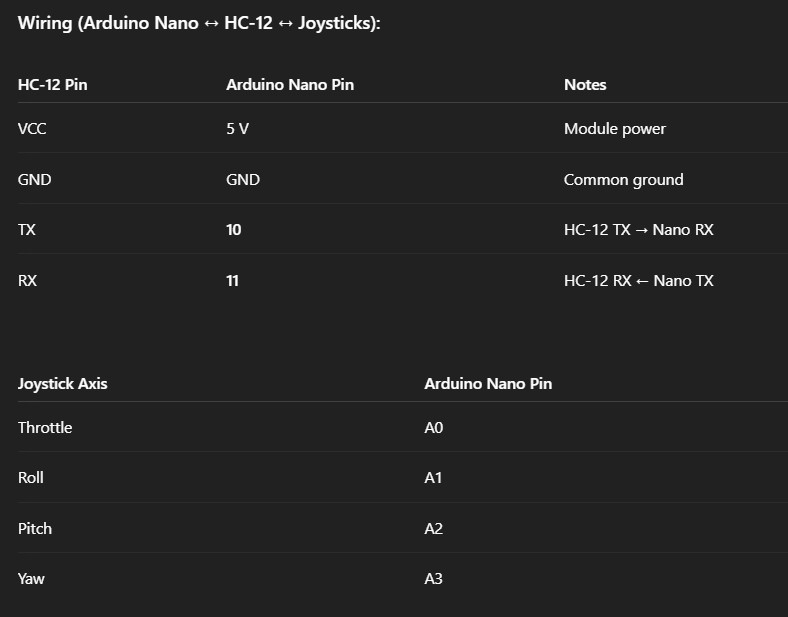 Wiring (Arduino Nano ↔ HC-12 ↔ Joysticks):
HC-12 Pin Arduino Nano Pin Notes
VCC 5 V Module power
GND GND Common ground
TX 10 HC-12 TX → Nano RX
RX 11 HC-12 RX ← Nano TX
Joystick Axis Arduino Nano Pin
Throttle A0
Roll A1
Pitch A2
Yaw A3